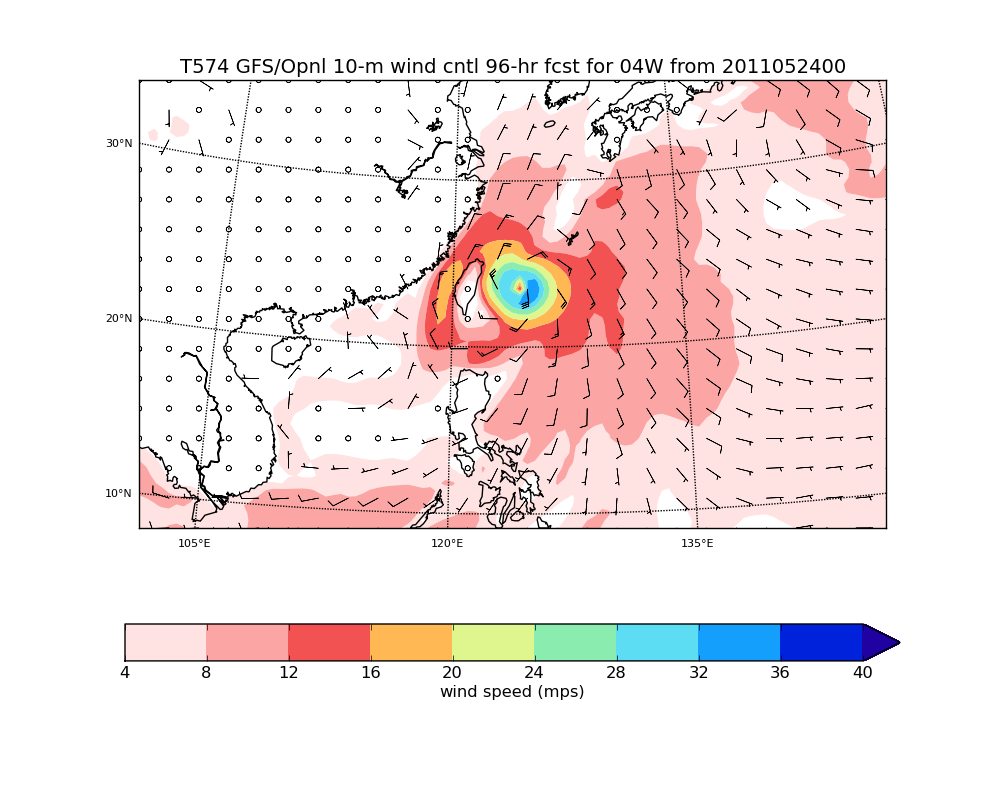 T574 GFS/Opnl 10-m wind cntl 96-hr fcst for 04W from 2011052400
30°N
20°N
10°N
105°E 120°E 135°E
4 8 12 16 20 24 28 32 36 40
wind speed (mps)